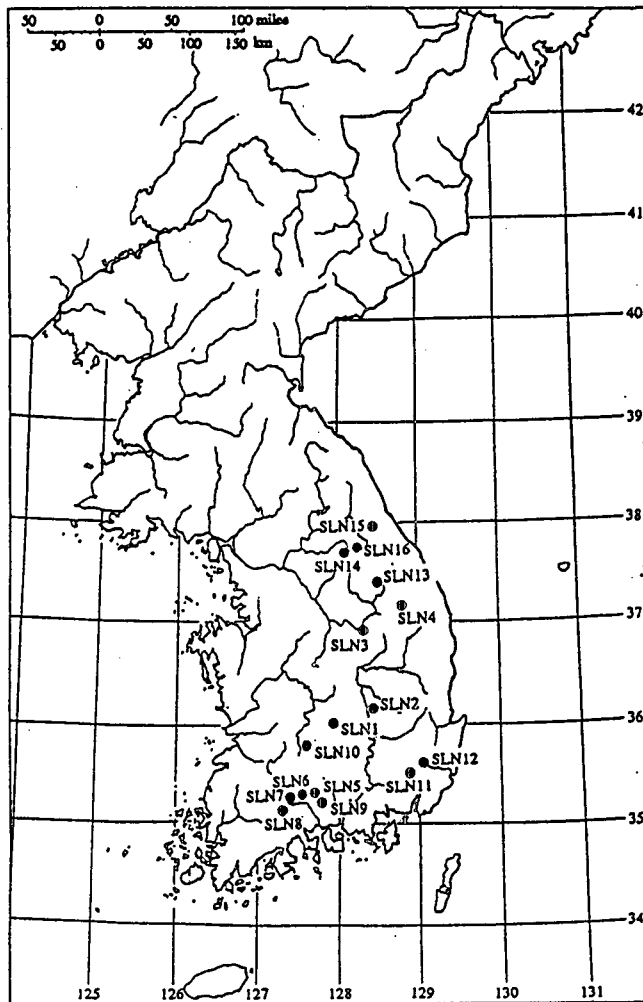 50 0 50 100 miles
50 0 50 100 150 km
42
41
40
39
38
SLN15
SLN16
SLN14
SLN13
37
SLN4
SLN3
SLN2
36
SLN1
SLN10
SLN12
SLN11
SLN6
SLN5
SLN7
SLN9
SLN8
35
34
125 126 127 128 129 130 131